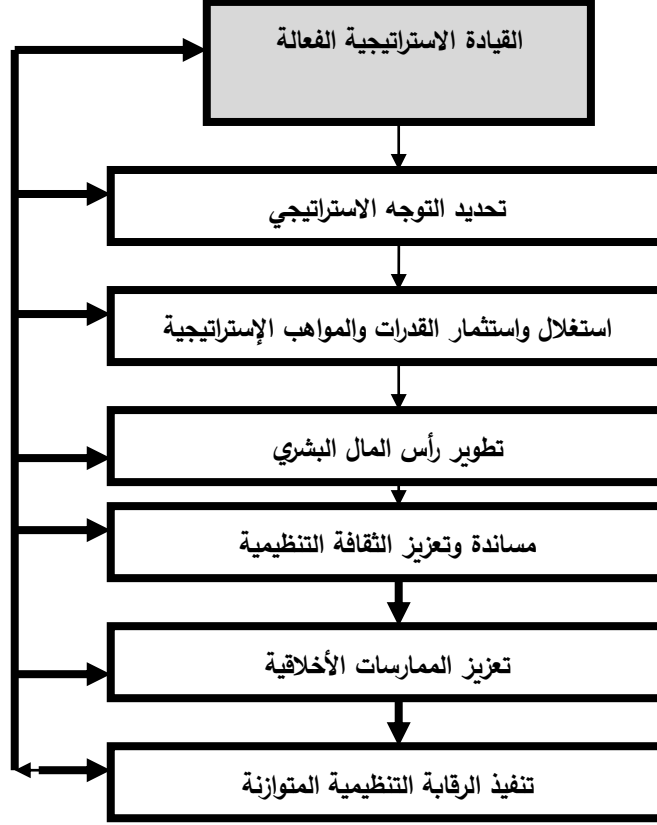 القيادة الاستراتيجية الفعالة
تحديد التوجه الاستراتيجي
استغلال واستثمار القدرات والمواهب الإستراتيجية
تطوير رأس المال البشري
مساندة وتعزيز الثقافة التنظيمية
تعزيز الممارسات الأخلاقية
تنفيذ الرقابة التنظيمية المتوازنة